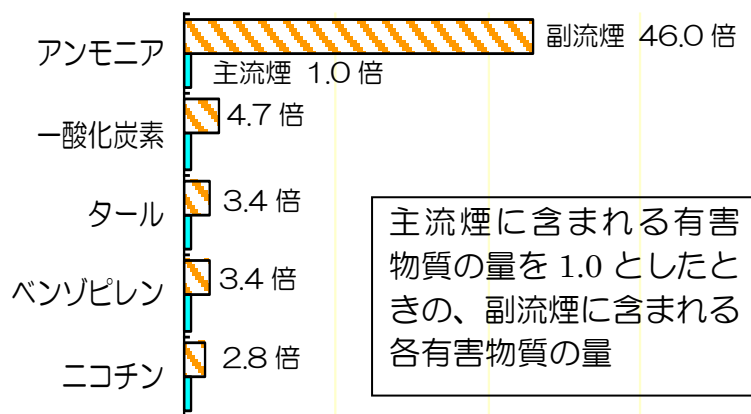 アンモニア
副流煙 46.0 倍
主流煙 1.0 倍
一酸化炭素
4.7 倍
タール
3.4 倍
ベンゾピレン
3.4 倍
ニコチン
2.8 倍
主流煙に含まれる有害
物質の量を 1.0 としたと
きの、副流煙に含まれる
各有害物質の量